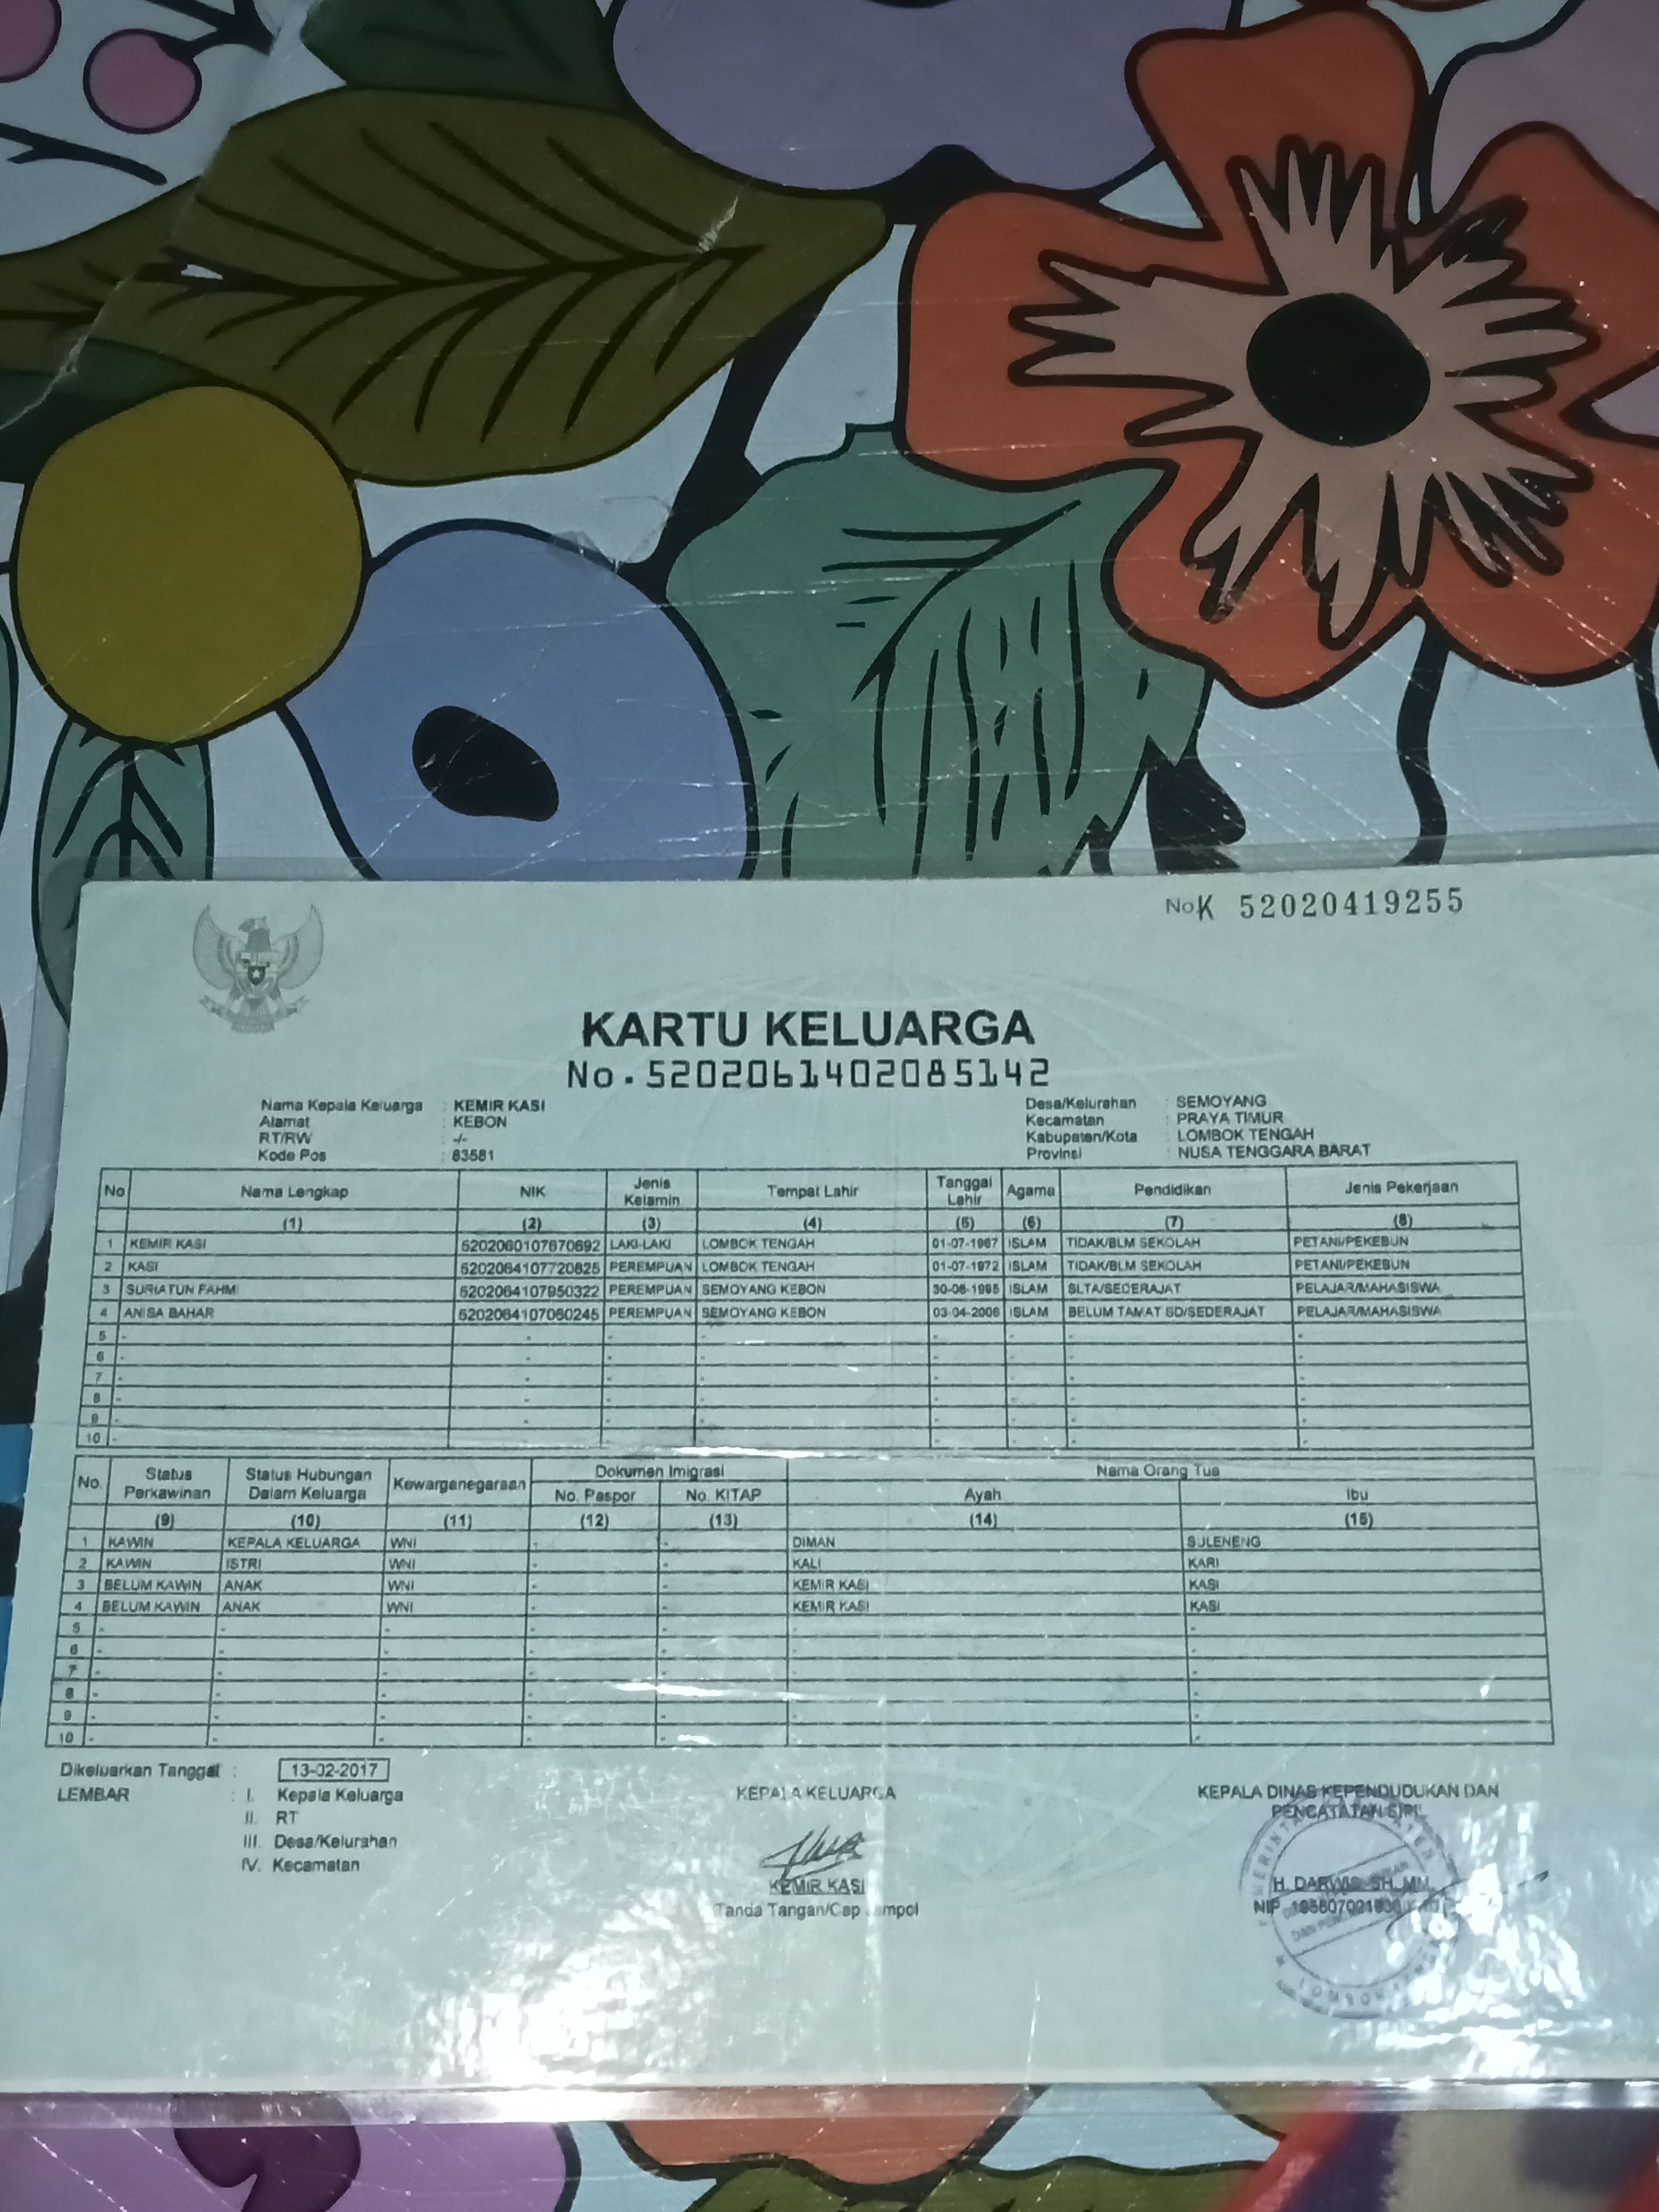 NoK 52020419255
KARTU KELUARGA
No.5202061402085142
Nama Kepala Keluarga : KEMIR KASI
Alamat : KEBON
RT/RW : -/-
Kode Pos : 83581
Desa/Kelurahan : SEMOYANG
Kecamatan : PRAYA TIMUR
Kabupaten/Kota : LOMBOK TENGAH
Provinsi : NUSA TENGGARA BARAT
No Nama Lengkap NIK Jenis Kelamin Tempat Lahir Tanggal Lahir Agama Pendidikan Jenis Pekerjaan
(1) (2) (3) (4) (5) (6) (7) (8)
1 KEMIR KASI 5202060107670692 LAKI-LAKI LOMBOK TENGAH 01-07-1967 ISLAM TIDAK/BLM SEKOLAH PETANI/PEKEBUN
2 KASI 5202064107720825 PEREMPUAN LOMBOK TENGAH 01-07-1972 ISLAM TIDAK/BLM SEKOLAH PETANI/PEKEBUN
3 SURIATUN FAHMI 5202064107950322 PEREMPUAN SEMOYANG KEBON 30-06-1995 ISLAM SLTA/SEDERAJAT PELAJAR/MAHASISWA
4 ANISA BAHAR 5202064107060245 PEREMPUAN SEMOYANG KEBON 03-04-2006 ISLAM BELUM TAMAT SD/SEDERAJAT PELAJAR/MAHASISWA
5 - - - - - - - -
6 - - - - - - - -
7 - - - - - - - -
8 - - - - - - - -
9 - - - - - - - -
10 - - - - - - - -
No. Status Perkawinan Status Hubungan Dalam Keluarga Kewarganegaraan Dokumen Imigrasi Nama Orang Tua
No. Paspor No. KITAP Ayah Ibu
(9) (10) (11) (12) (13) (14) (15)
1 KAWIN KEPALA KELUARGA WNI - - DIMAN SULENENG
2 KAWIN ISTRI WNI - - KALI KARI
3 BELUM KAWIN ANAK WNI - - KEMIR KASI KASI
4 BELUM KAWIN ANAK WNI - - KEMIR KASI KASI
5 - - - - - - -
6 - - - - - - -
7 - - - - - - -
8 - - - - - - -
9 - - - - - - -
10 - - - - - - -
Dikeluarkan Tanggal : 13-02-2017
LEMBAR : I. Kepala Keluarga
II. RT
III. Desa/Kelurahan
IV. Kecamatan
KEPALA KELUARGA
KEMIR KASI
Tanda Tangan/Cap
KEPALA DINAS KEPENDUDUKAN DAN
PENCATATAN SIPIL
H. DARWIS, SH. MM.
NIP